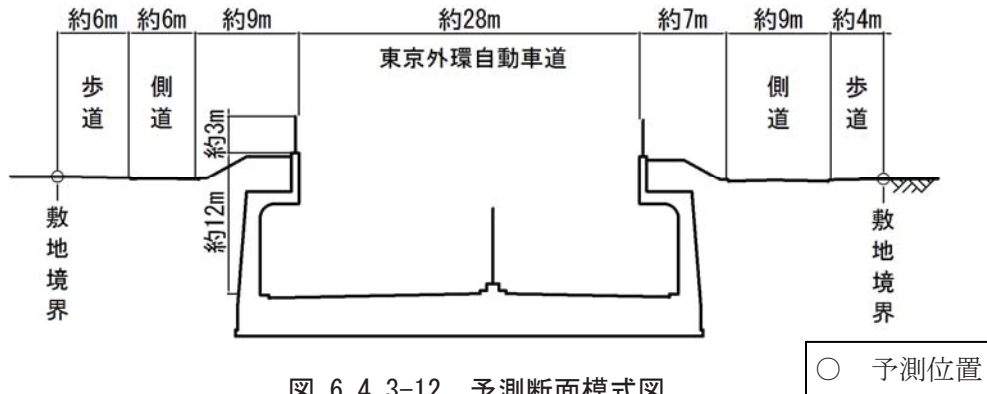 約6m 約6m 約9m 約28m 約7m 約9m 約4m
東京外環自動車道
歩道
側道
側道
歩道
約3m
約12m
敷地境界
敷地境界
○ 予測位置
図 6.4.3-12 予測断面模式図